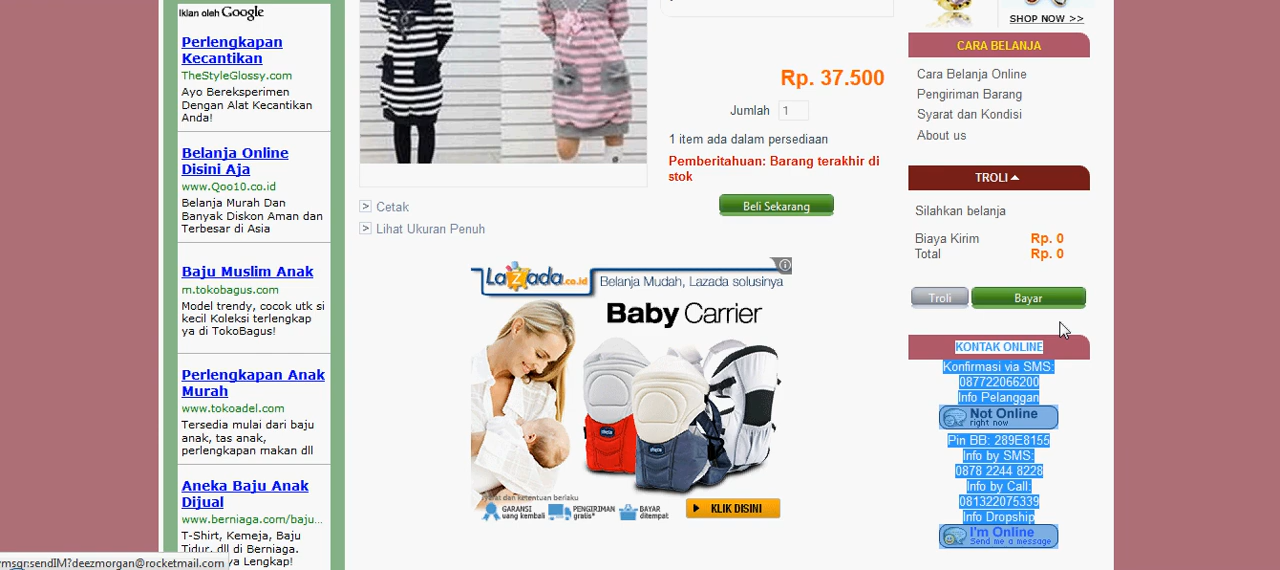 Iklan oleh Google
Perlengkapan
Kecantikan
TheStyleGlossy.com
Ayo Bereksperimen
Dengan Alat Kecantikan
Anda!
Belanja Online
Disini Aja
www.Qoo10.co.id
Belanja Murah Dan
Banyak Diskon Aman dan
Terbesar di Asia
Baju Muslim Anak
m.tokobagus.com
Model trendy, cocok utk si
kecil Koleksi terlengkap
ya di TokoBagus!
Perlengkapan Anak
Murah
www.tokoadel.com
Tersedia mulai dari baju
anak, tas anak,
perlengkapan makan dll
Aneka Baju Anak
Dijual
www.berniaga.com/baju...
T-Shirt, Kemeja, Baju
Tidur, dll di Berniaga.
ya Lengkap!
ymsgr:sendIM?deezmorgan@rocketmail.com
Rp. 37.500
Jumlah 1
1 item ada dalam persediaan
Pemberitahuan: Barang terakhir di
stok
Beli Sekarang
> Cetak
> Lihat Ukuran Penuh
Lazada.co.id Belanja Mudah, Lazada solusinya
Baby Carrier
Syarat dan ketentuan berlaku
GARANSI
uang kembali
PENGIRIMAN
gratis*
BAYAR
ditempat
KLIK DISINI
SHOP NOW >>
CARA BELANJA
Cara Belanja Online
Pengiriman Barang
Syarat dan Kondisi
About us
TROLI
Silahkan belanja
Biaya Kirim Rp. 0
Total Rp. 0
Troli Bayar
KONTAK ONLINE
Konfirmasi via SMS:
087722066200
Info Pelanggan
Not Online
right now
Pin BB: 289E8155
Info by SMS:
0878 2244 8228
Info by Call:
081322075339
Info Dropship
I'm Online
Send me a message